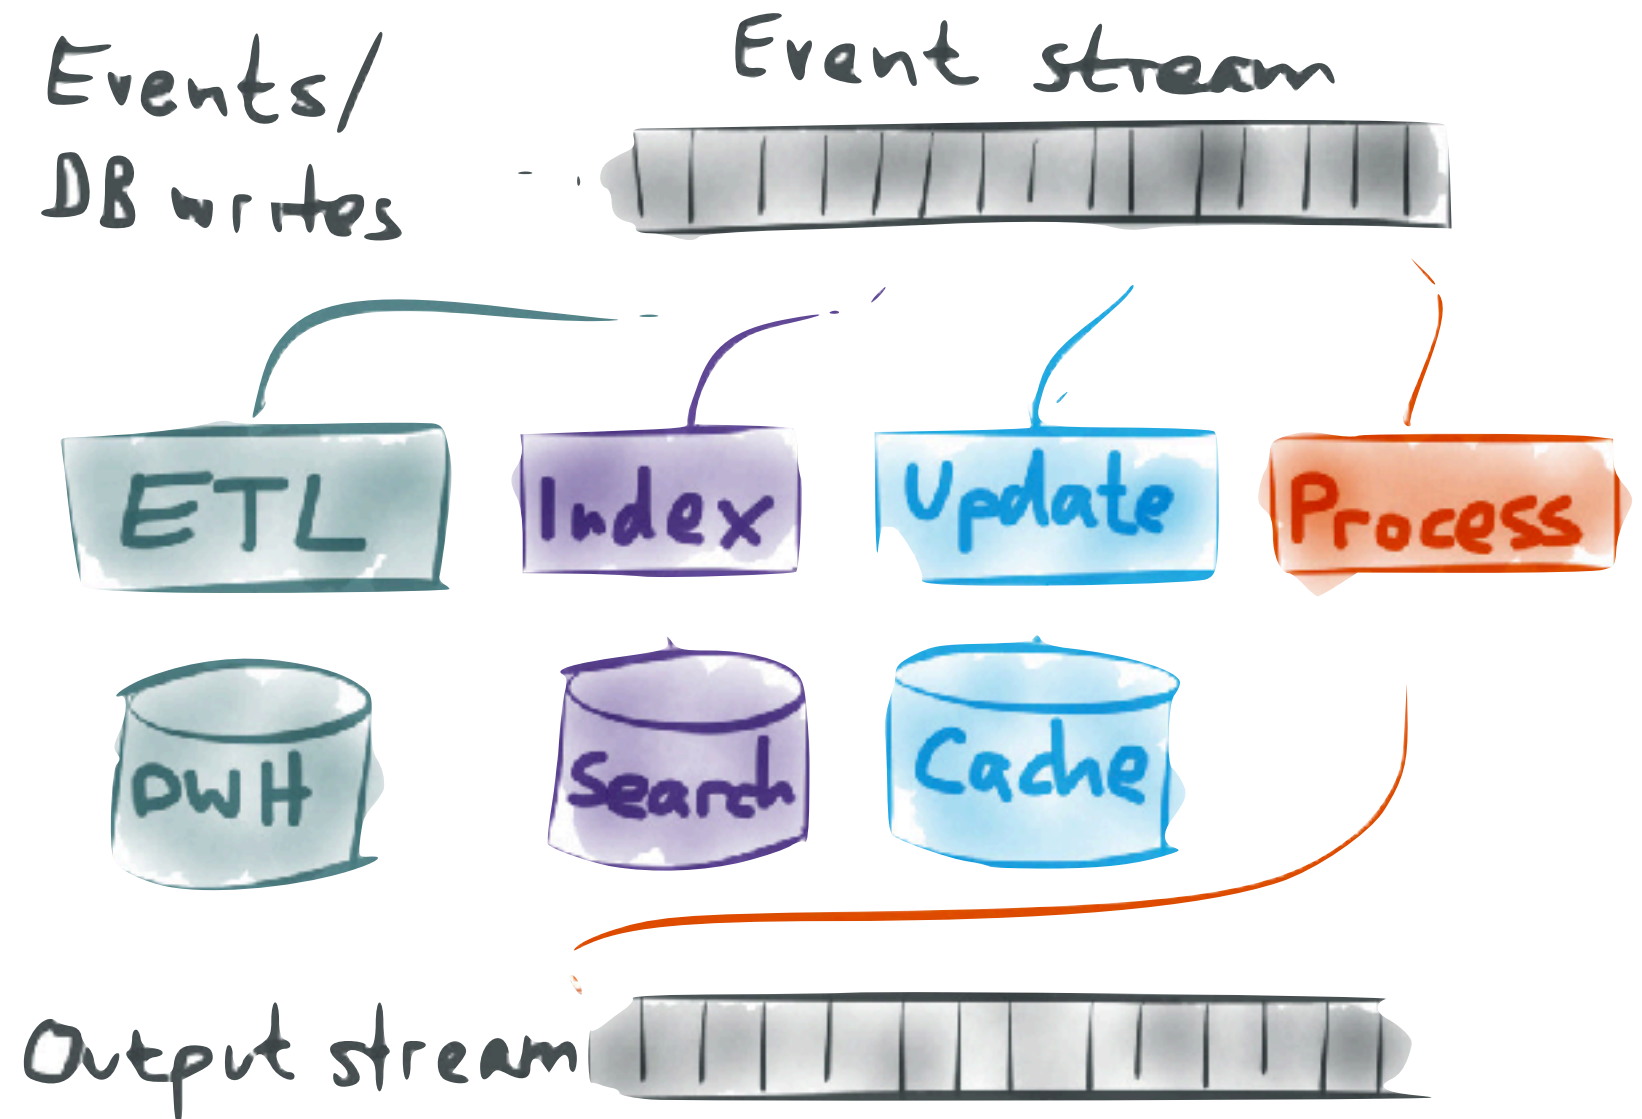 Events/
DB writes
Event stream
ETL
Index
Update
Process
DWH
Search
Cache
Output stream